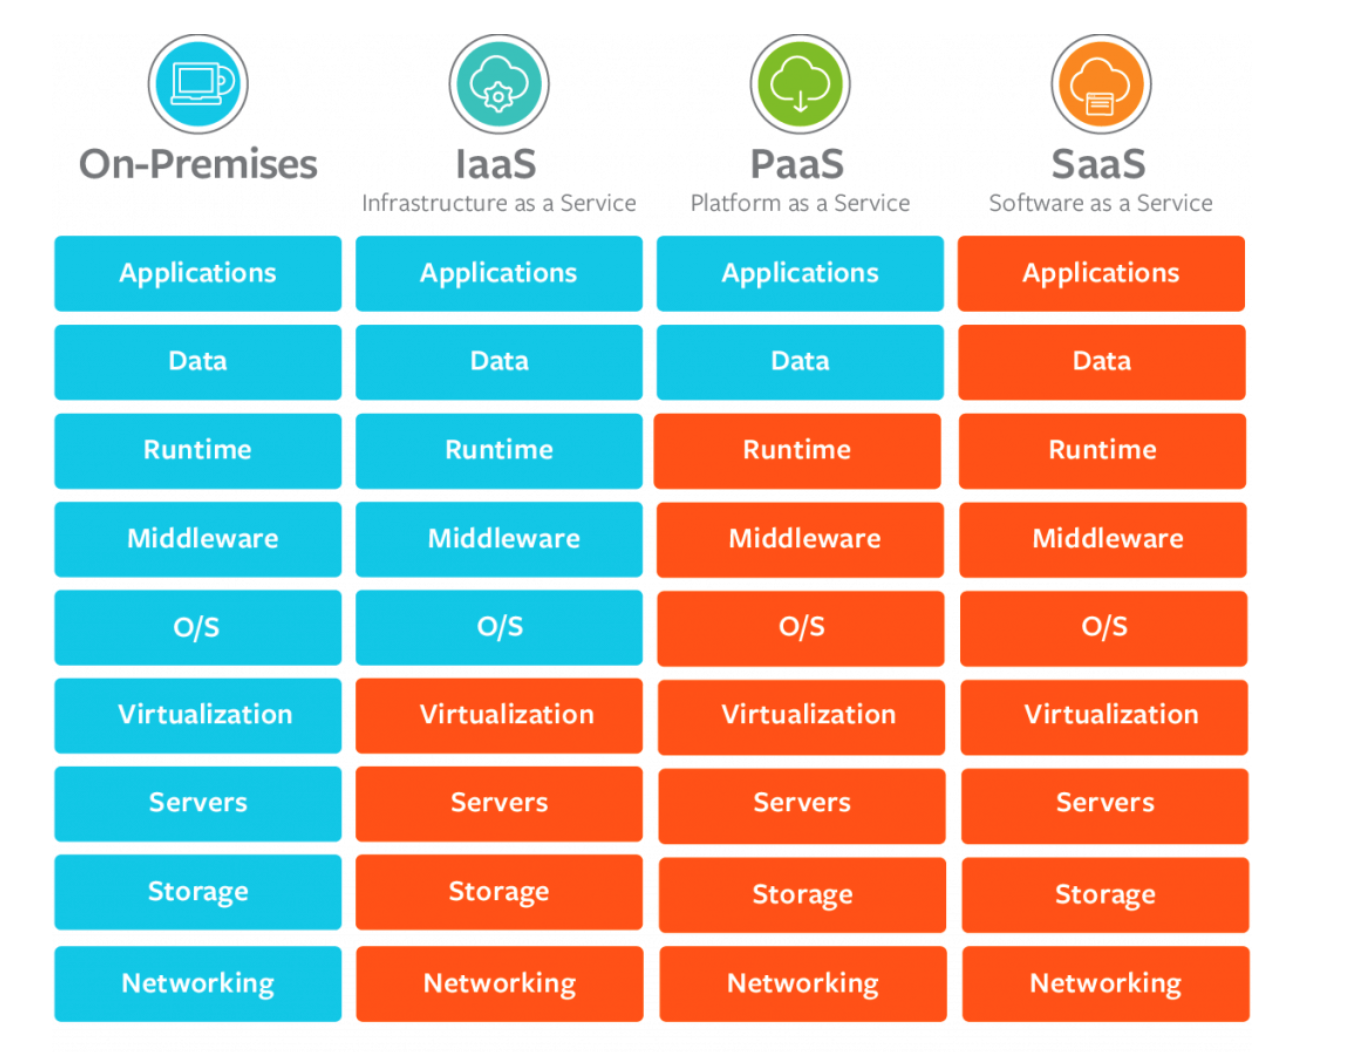 On-Premises
IaaS
Infrastructure as a Service
PaaS
Platform as a Service
SaaS
Software as a Service
Applications Applications Applications Applications
Data Data Data Data
Runtime Runtime Runtime Runtime
Middleware Middleware Middleware Middleware
O/S O/S O/S O/S
Virtualization Virtualization Virtualization Virtualization
Servers Servers Servers Servers
Storage Storage Storage Storage
Networking Networking Networking Networking